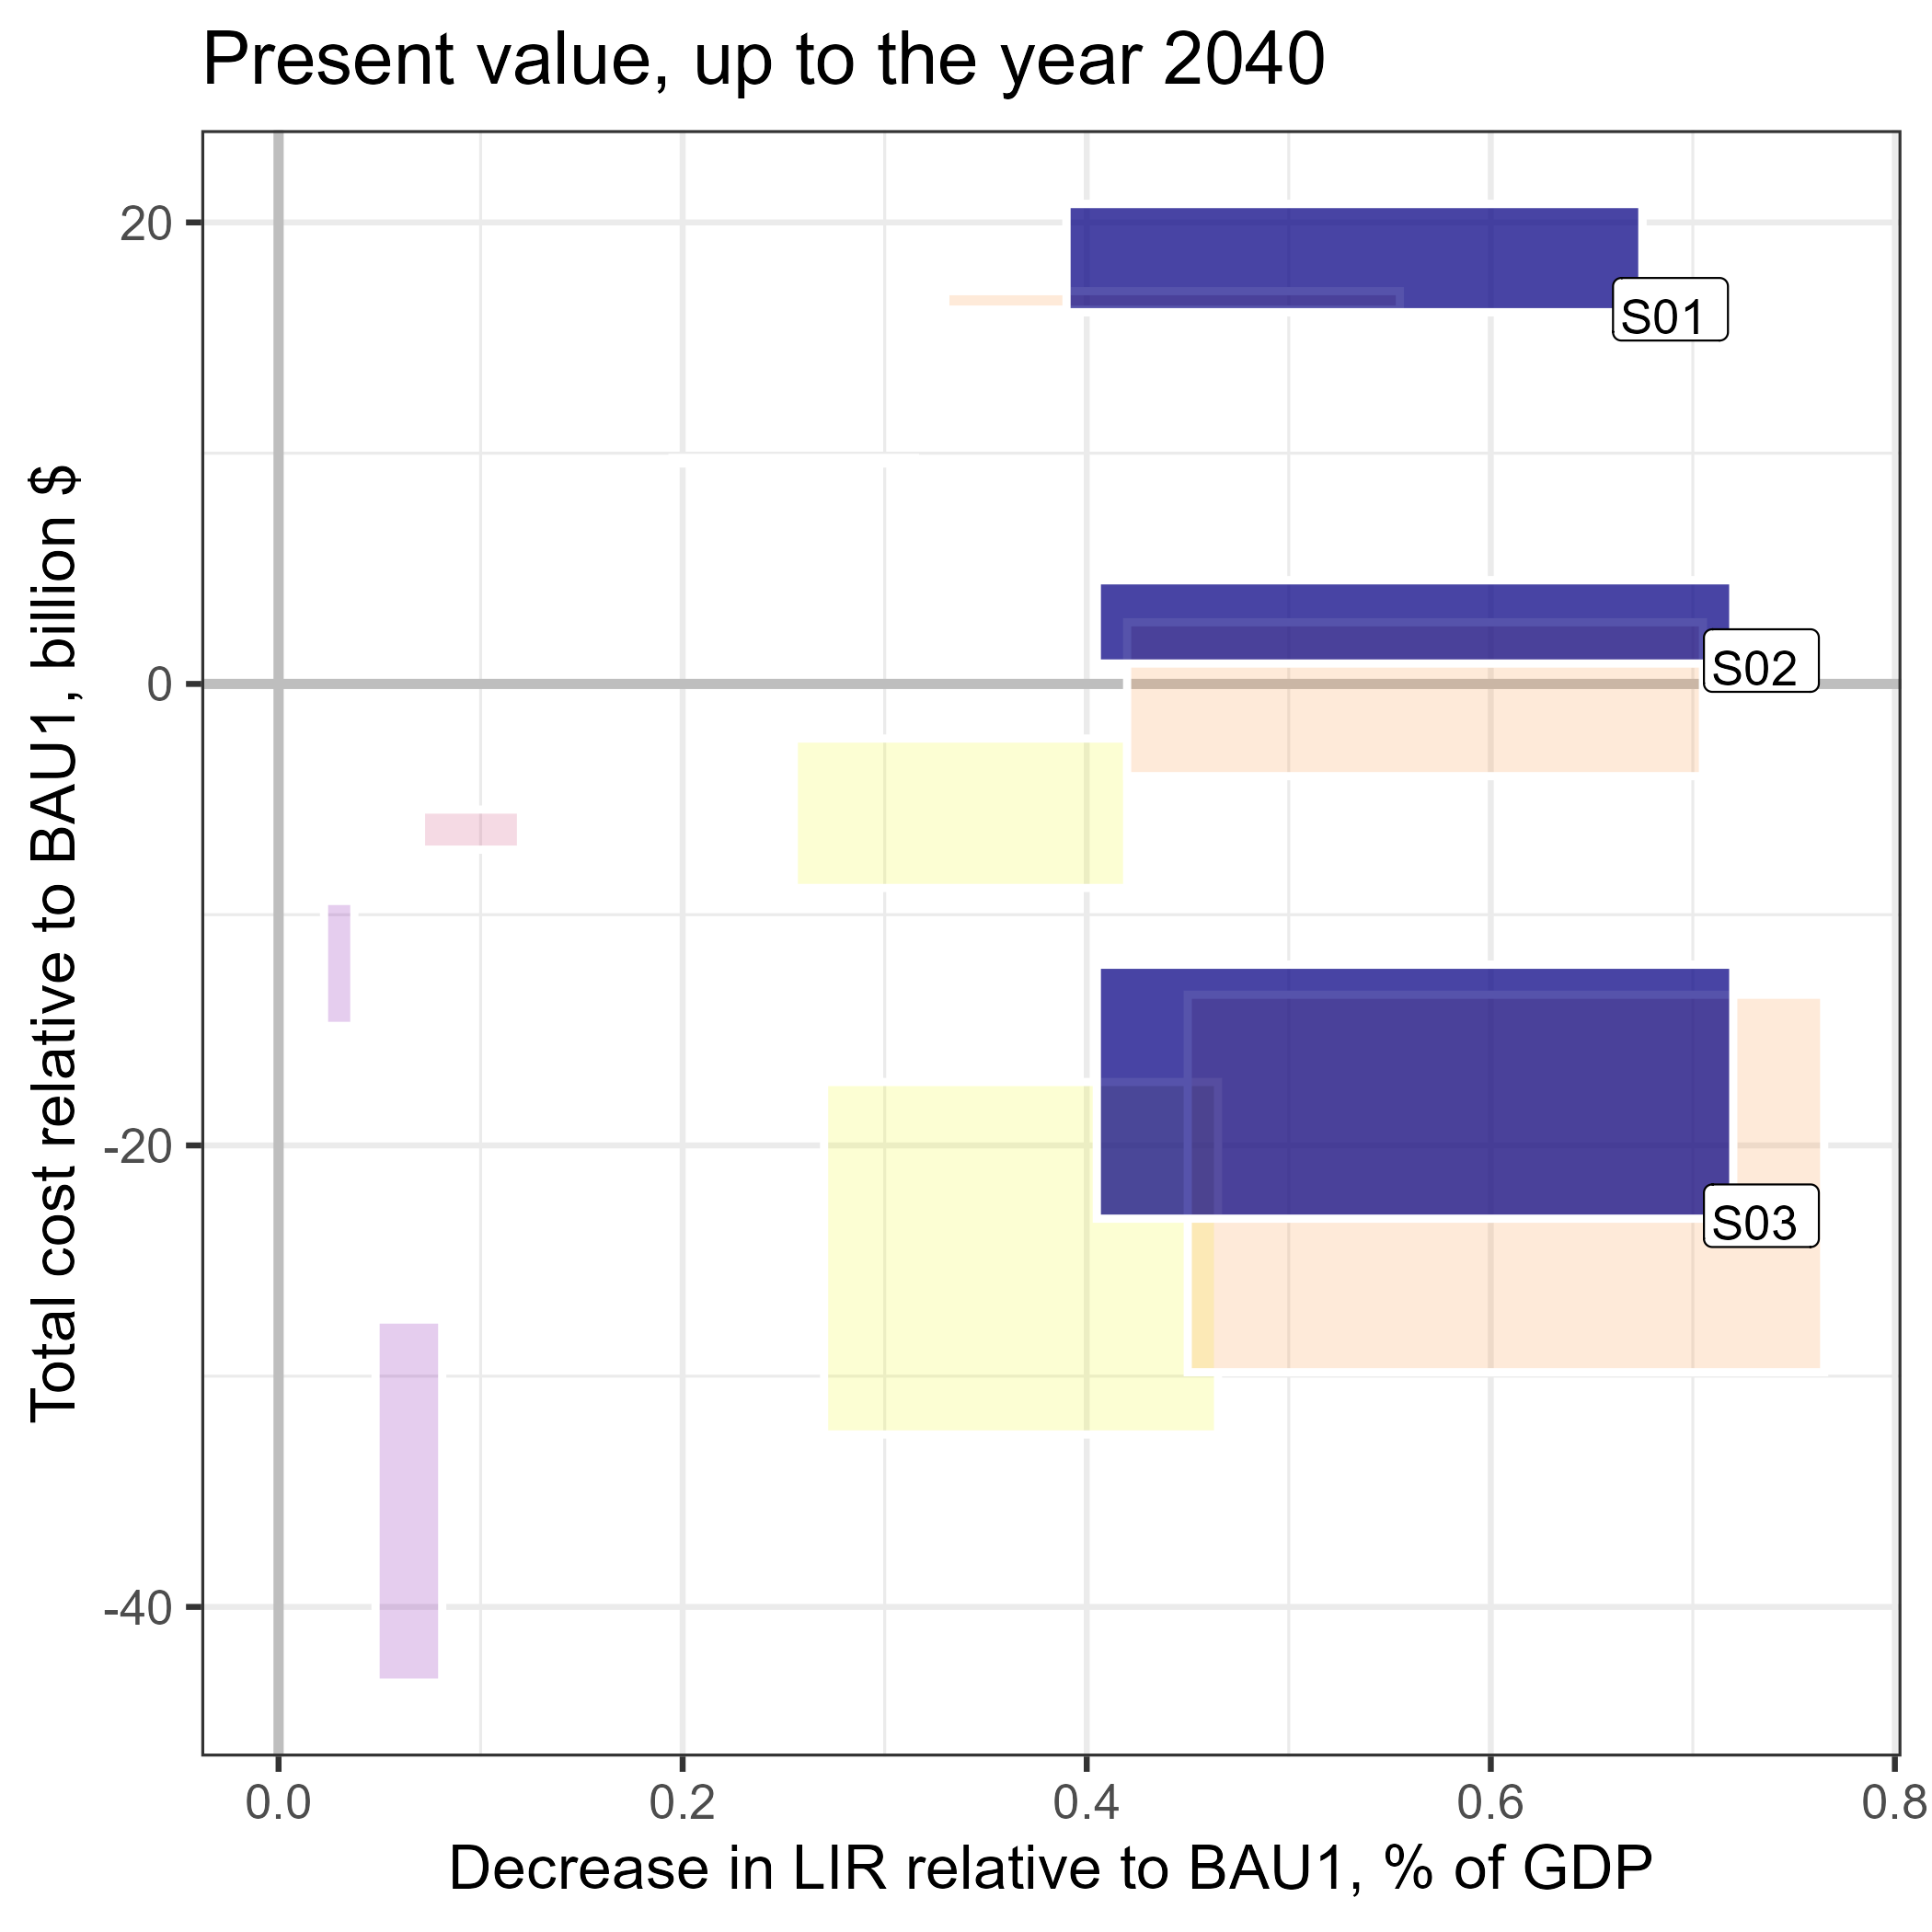 Present value, up to the year 2040
Total cost relative to BAU1, billion $
20
0
-20
-40
S01
S02
S03
0.0
0.2
0.4
0.6
0.8
Decrease in LIR relative to BAU1, % of GDP